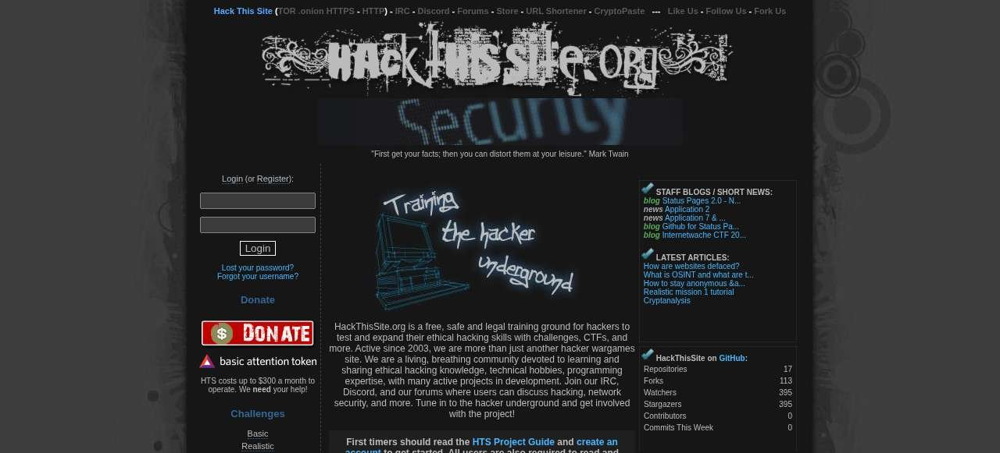 Hack This Site (TOR .onion HTTPS - HTTP) - IRC - Discord - Forums - Store - URL Shortener - CryptoPaste --- Like Us - Follow Us - Fork Us
HackThisSite.org
Security
"First get your facts; then you can distort them at your leisure." Mark Twain
Login (or Register):
Login
Lost your password?
Forgot your username?
Donate
$ DONATE
basic attention token
HTS costs up to $300 a month to
operate. We need your help!
Challenges
Basic
Realistic
Training
the hacker
underground
HackThisSite.org is a free, safe and legal training ground for hackers to
test and expand their ethical hacking skills with challenges, CTFs, and
more. Active since 2003, we are more than just another hacker wargames
site. We are a living, breathing community devoted to learning and
sharing ethical hacking knowledge, technical hobbies, programming
expertise, with many active projects in development. Join our IRC,
Discord, and our forums where users can discuss hacking, network
security, and more. Tune in to the hacker underground and get involved
with the project!
First timers should read the HTS Project Guide and create an
account to get started. All users are also required to read and
STAFF BLOGS / SHORT NEWS:
blog Status Pages 2.0 - N...
news Application 2
news Application 7 & ...
blog Github for Status Pa...
blog Internetwache CTF 20...
LATEST ARTICLES:
How are websites defaced?
What is OSINT and what are t...
How to stay anonymous &a...
Realistic mission 1 tutorial
Cryptanalysis
HackThisSite on GitHub:
Repositories 17
Forks 113
Watchers 395
Stargazers 395
Contributors 0
Commits This Week 0